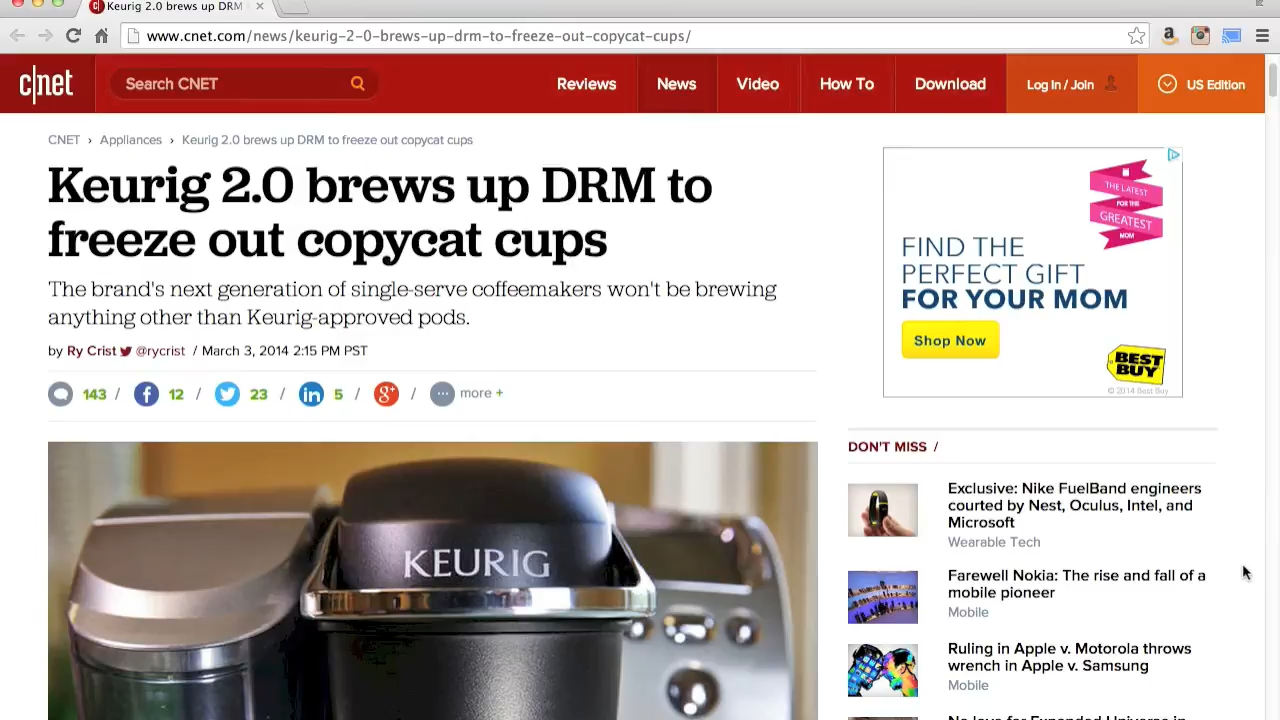 Keurig 2.0 brews up DRM
www.cnet.com/news/keurig-2-0-brews-up-drm-to-freeze-out-copycat-cups/
c|net
Search CNET
Reviews
News
Video
How To
Download
Log In / Join
US Edition
CNET › Appliances › Keurig 2.0 brews up DRM to freeze out copycat cups
Keurig 2.0 brews up DRM to
freeze out copycat cups
The brand's next generation of single-serve coffeemakers won't be brewing
anything other than Keurig-approved pods.
by Ry Crist @rycrist / March 3, 2014 2:15 PM PST
143 / f 12 / 23 / in 5 / g+ / ... more +
KEURIG
THE LATEST
FOR THE
GREATEST
MOM
FIND THE
PERFECT GIFT
FOR YOUR MOM
Shop Now
BEST
BUY
© 2014 Best Buy
DON'T MISS /
Exclusive: Nike FuelBand engineers
courted by Nest, Oculus, Intel, and
Microsoft
Wearable Tech
Farewell Nokia: The rise and fall of a
mobile pioneer
Mobile
Ruling in Apple v. Motorola throws
wrench in Apple v. Samsung
Mobile